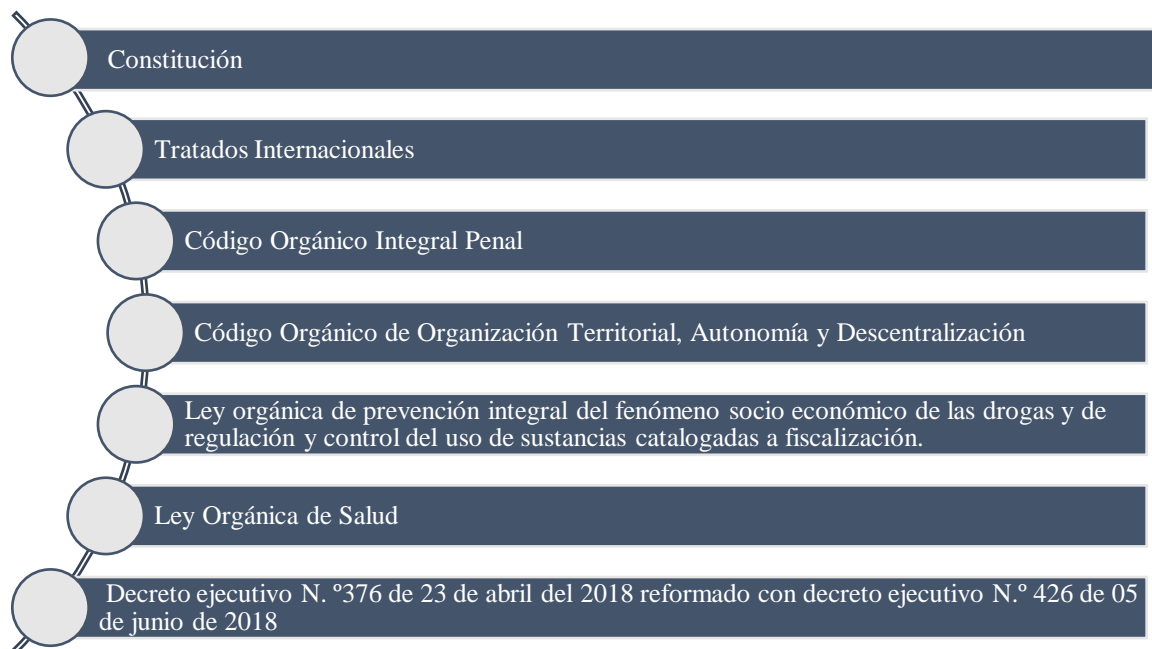 Constitución
Tratados Internacionales
Código Orgánico Integral Penal
Código Orgánico de Organización Territorial, Autonomía y Descentralización
Ley orgánica de prevención integral del fenómeno socio económico de las drogas y de
regulación y control del uso de sustancias catalogadas a fiscalización.
Ley Orgánica de Salud
Decreto ejecutivo N. º376 de 23 de abril del 2018 reformado con decreto ejecutivo N.º 426 de 05
de junio de 2018